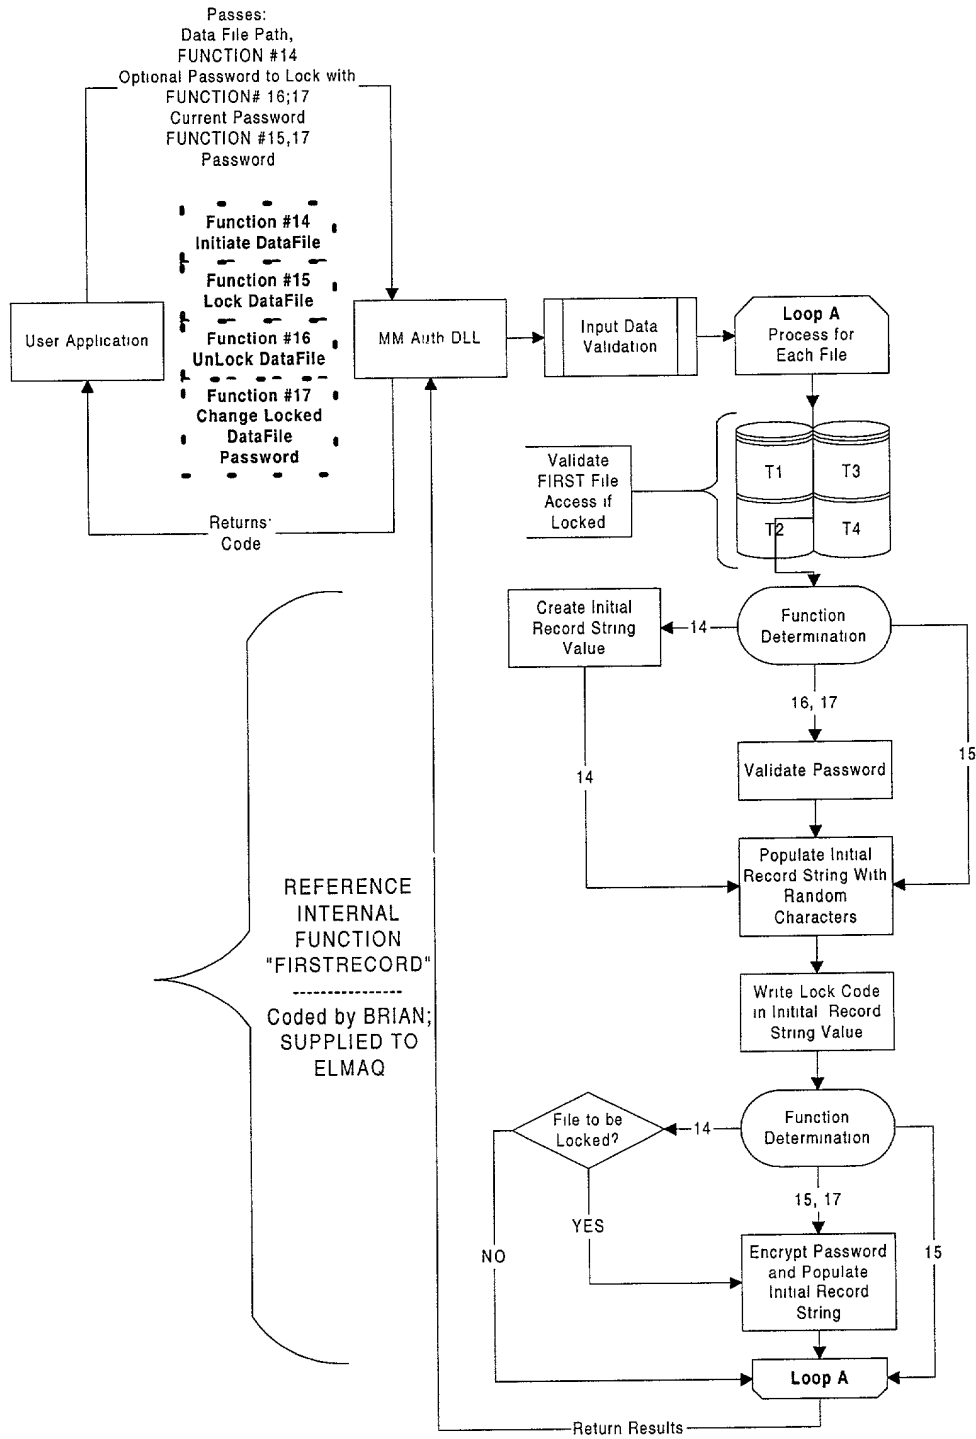 Passes:
Data File Path,
FUNCTION #14
Optional Password to Lock with
FUNCTION# 16;17
Current Password
FUNCTION #15,17
Password
Function #14
Initiate DataFile
Function #15
Lock DataFile
Function #16
UnLock DataFile
Function #17
Change Locked
DataFile
Password
User Application
MM Auth DLL
Input Data
Validation
Loop A
Process for
Each File
Returns:
Code
Validate
FIRST File
Access if
Locked
T1
T3
T2
T4
Create Initial
Record String
Value
14
Function
Determination
16, 17
15
14
Validate Password
Populate Initial
Record String With
Random
Characters
REFERENCE
INTERNAL
FUNCTION
"FIRSTRECORD"
---------------
Coded by BRIAN;
SUPPLIED TO
ELMAQ
Write Lock Code
in Initital Record
String Value
File to be
Locked?
14
Function
Determination
15, 17
YES
NO
15
Encrypt Password
and Populate
Initial Record
String
Loop A
Return Results